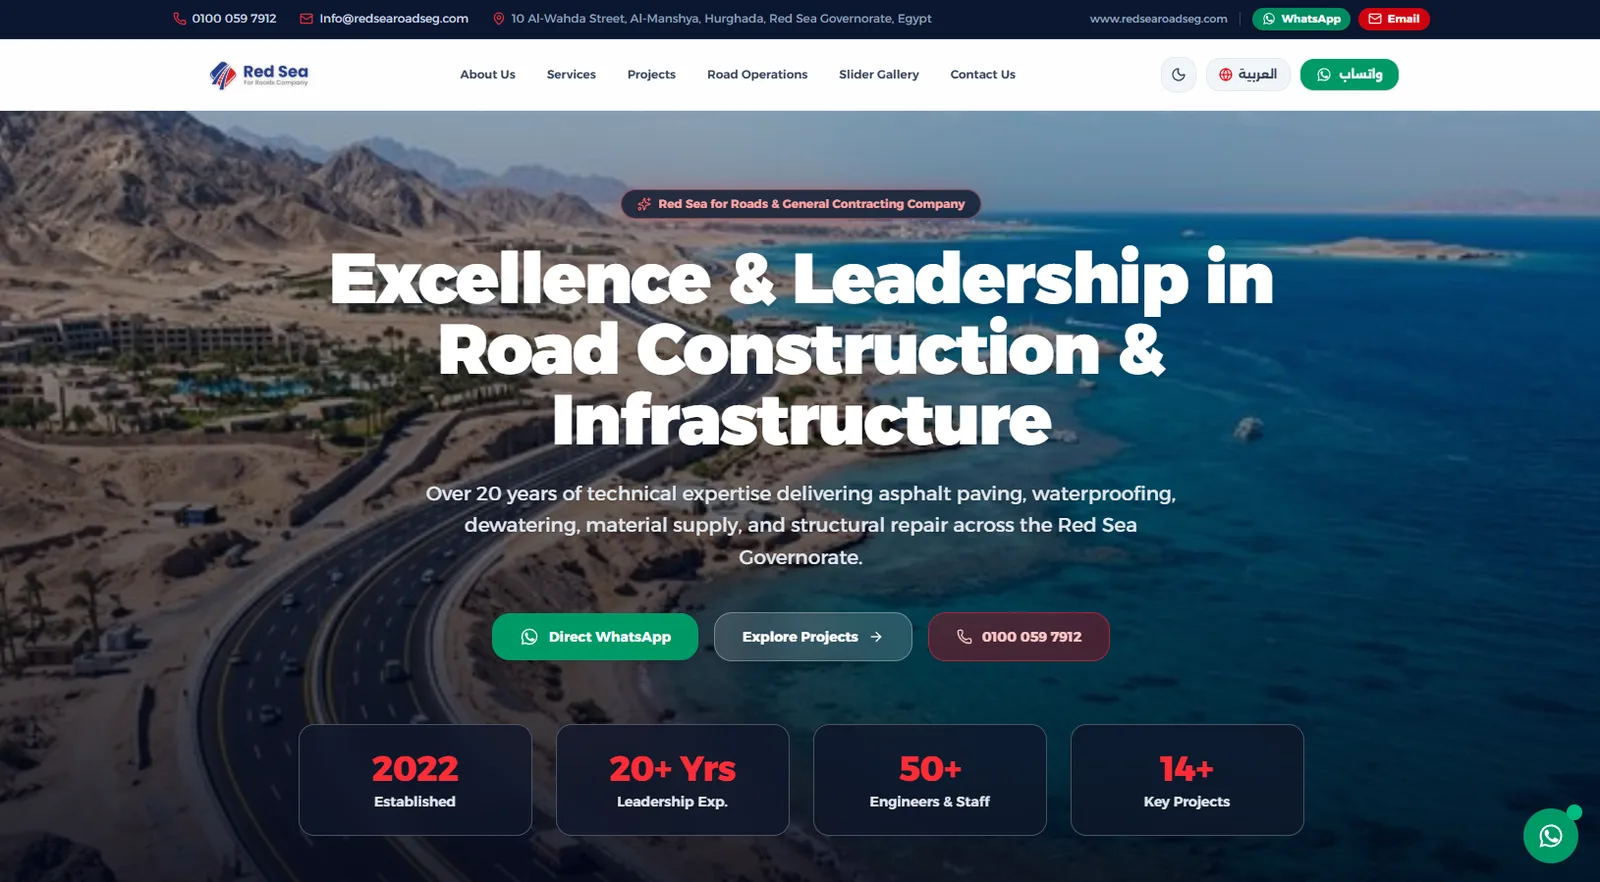 0100 059 7912
Info@redsearoadseg.com
10 Al-Wahda Street, Al-Manshya, Hurghada, Red Sea Governorate, Egypt
www.redsearoadseg.com
WhatsApp
Email
Red Sea
For Roads Company
About Us
Services
Projects
Road Operations
Slider Gallery
Contact Us
العربية
واتساب
Red Sea for Roads & General Contracting Company
Excellence & Leadership in
Road Construction &
Infrastructure
Over 20 years of technical expertise delivering asphalt paving, waterproofing,
dewatering, material supply, and structural repair across the Red Sea
Governorate.
Direct WhatsApp
Explore Projects
0100 059 7912
2022
Established
20+ Yrs
Leadership Exp.
50+
Engineers & Staff
14+
Key Projects